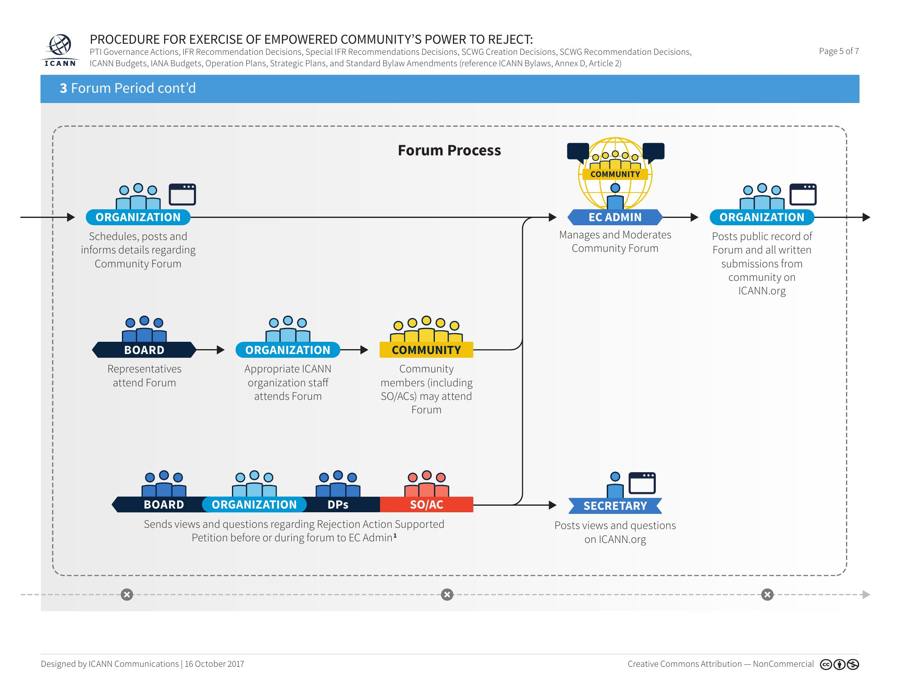 ICANN
PROCEDURE FOR EXERCISE OF EMPOWERED COMMUNITY'S POWER TO REJECT:
PTI Governance Actions, IFR Recommendation Decisions, Special IFR Recommendations Decisions, SCWG Creation Decisions, SCWG Recommendation Decisions,
ICANN Budgets, IANA Budgets, Operation Plans, Strategic Plans, and Standard Bylaw Amendments (reference ICANN Bylaws, Annex D, Article 2)
Page 5 of 7
3 Forum Period cont'd
Forum Process
COMMUNITY
ORGANIZATION
Schedules, posts and
informs details regarding
Community Forum
EC ADMIN
Manages and Moderates
Community Forum
ORGANIZATION
Posts public record of
Forum and all written
submissions from
community on
ICANN.org
BOARD
Representatives
attend Forum
ORGANIZATION
Appropriate ICANN
organization staff
attends Forum
COMMUNITY
Community
members (including
SO/ACs) may attend
Forum
BOARD
ORGANIZATION
DPs
SO/AC
Sends views and questions regarding Rejection Action Supported
Petition before or during forum to EC Admin¹
SECRETARY
Posts views and questions
on ICANN.org
Designed by ICANN Communications | 16 October 2017
Creative Commons Attribution — NonCommercial